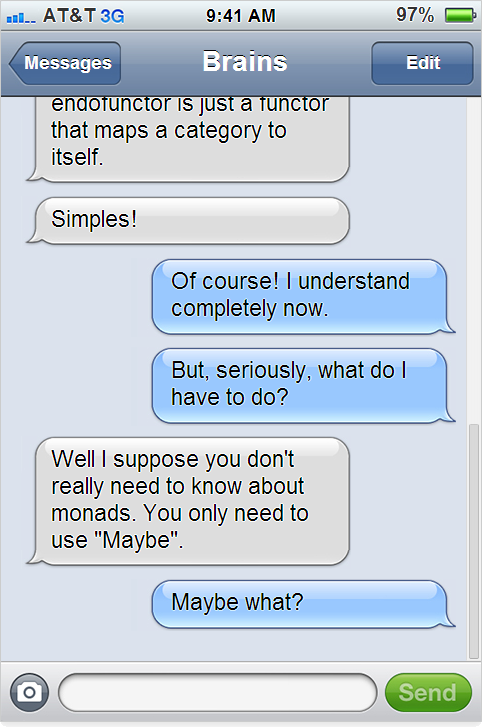 AT&T 3G 9:41 AM 97%
Messages Brains Edit
endofunctor is just a functor
that maps a category to
itself.
Simples!
Of course! I understand
completely now.
But, seriously, what do I
have to do?
Well I suppose you don't
really need to know about
monads. You only need to
use "Maybe".
Maybe what?
Send